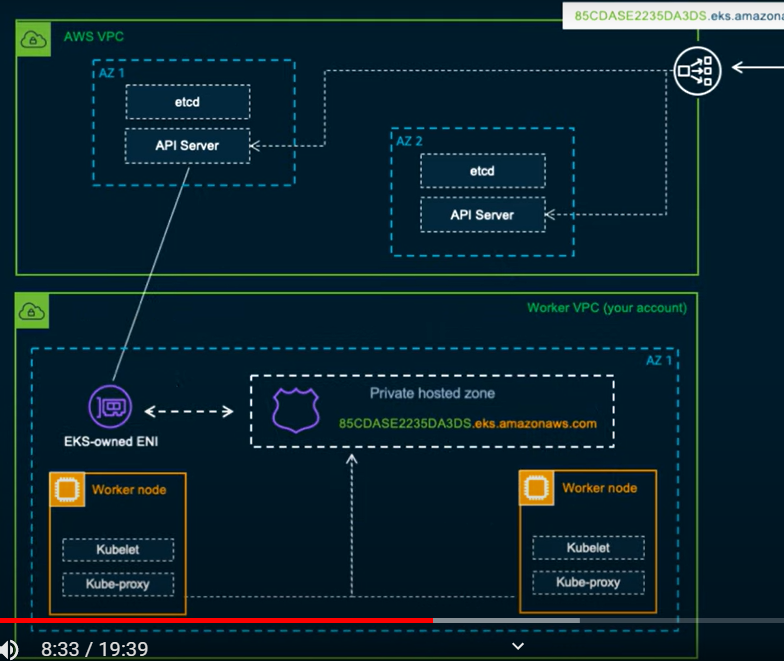 85CDASE2235DA3DS.eks.amazona
AWS VPC
AZ 1
etcd
API Server
AZ 2
etcd
API Server
Worker VPC (your account)
AZ 1
Private hosted zone
85CDASE2235DA3DS.eks.amazonaws.com
EKS-owned ENI
Worker node
Kubelet
Kube-proxy
Worker node
Kubelet
Kube-proxy
8:33 / 19:39